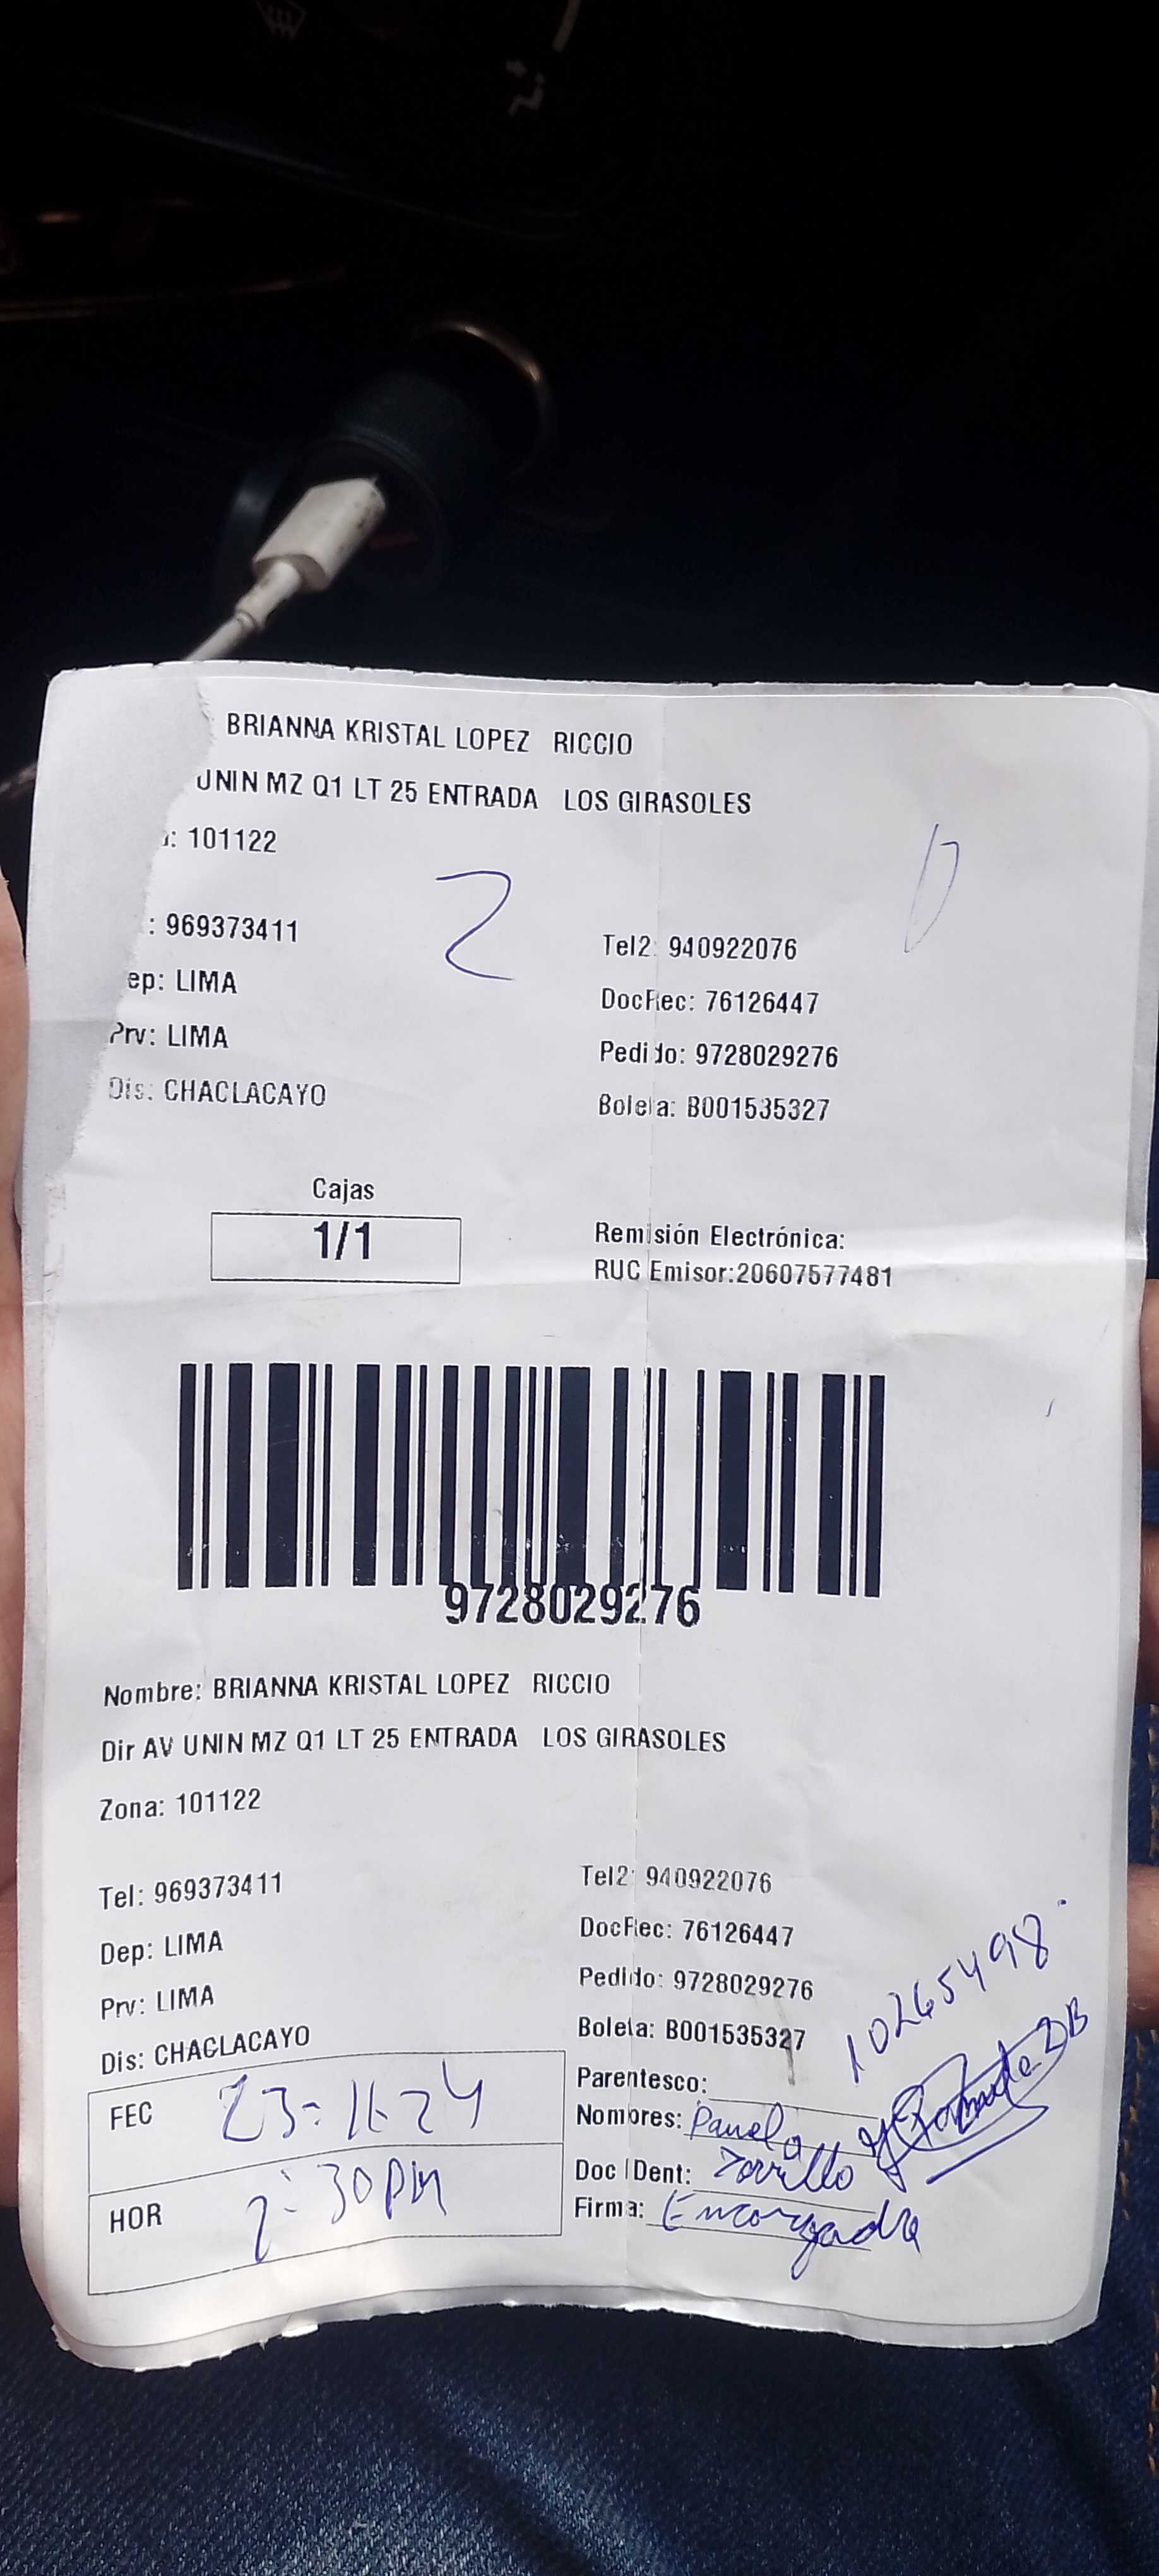 BRIANNA KRISTAL LOPEZ RICCIO
UNIN MZ Q1 LT 25 ENTRADA LOS GIRASOLES
: 101122
2
: 969373411
Tel2: 940922076
ep: LIMA
DocRec: 76126447
Prv: LIMA
Pedido: 9728029276
Dis: CHACLACAYO
Boleta: B001535327
Cajas
1/1
Remisión Electrónica:
RUC Emisor:20607577481
9728029276
Nombre: BRIANNA KRISTAL LOPEZ RICCIO
Dir AV UNIN MZ Q1 LT 25 ENTRADA LOS GIRASOLES
Zona: 101122
Tel: 969373411
Tel2: 940922076
Dep: LIMA
DocRec: 76126447
Prv: LIMA
Pedido: 9728029276
Dis: CHACLACAYO
Boleta: B001535327
10265498
FEC 23-11-24
Parentesco:
Nombres:
HOR 2:30pm
Doc IDent:
Firma: Encargada